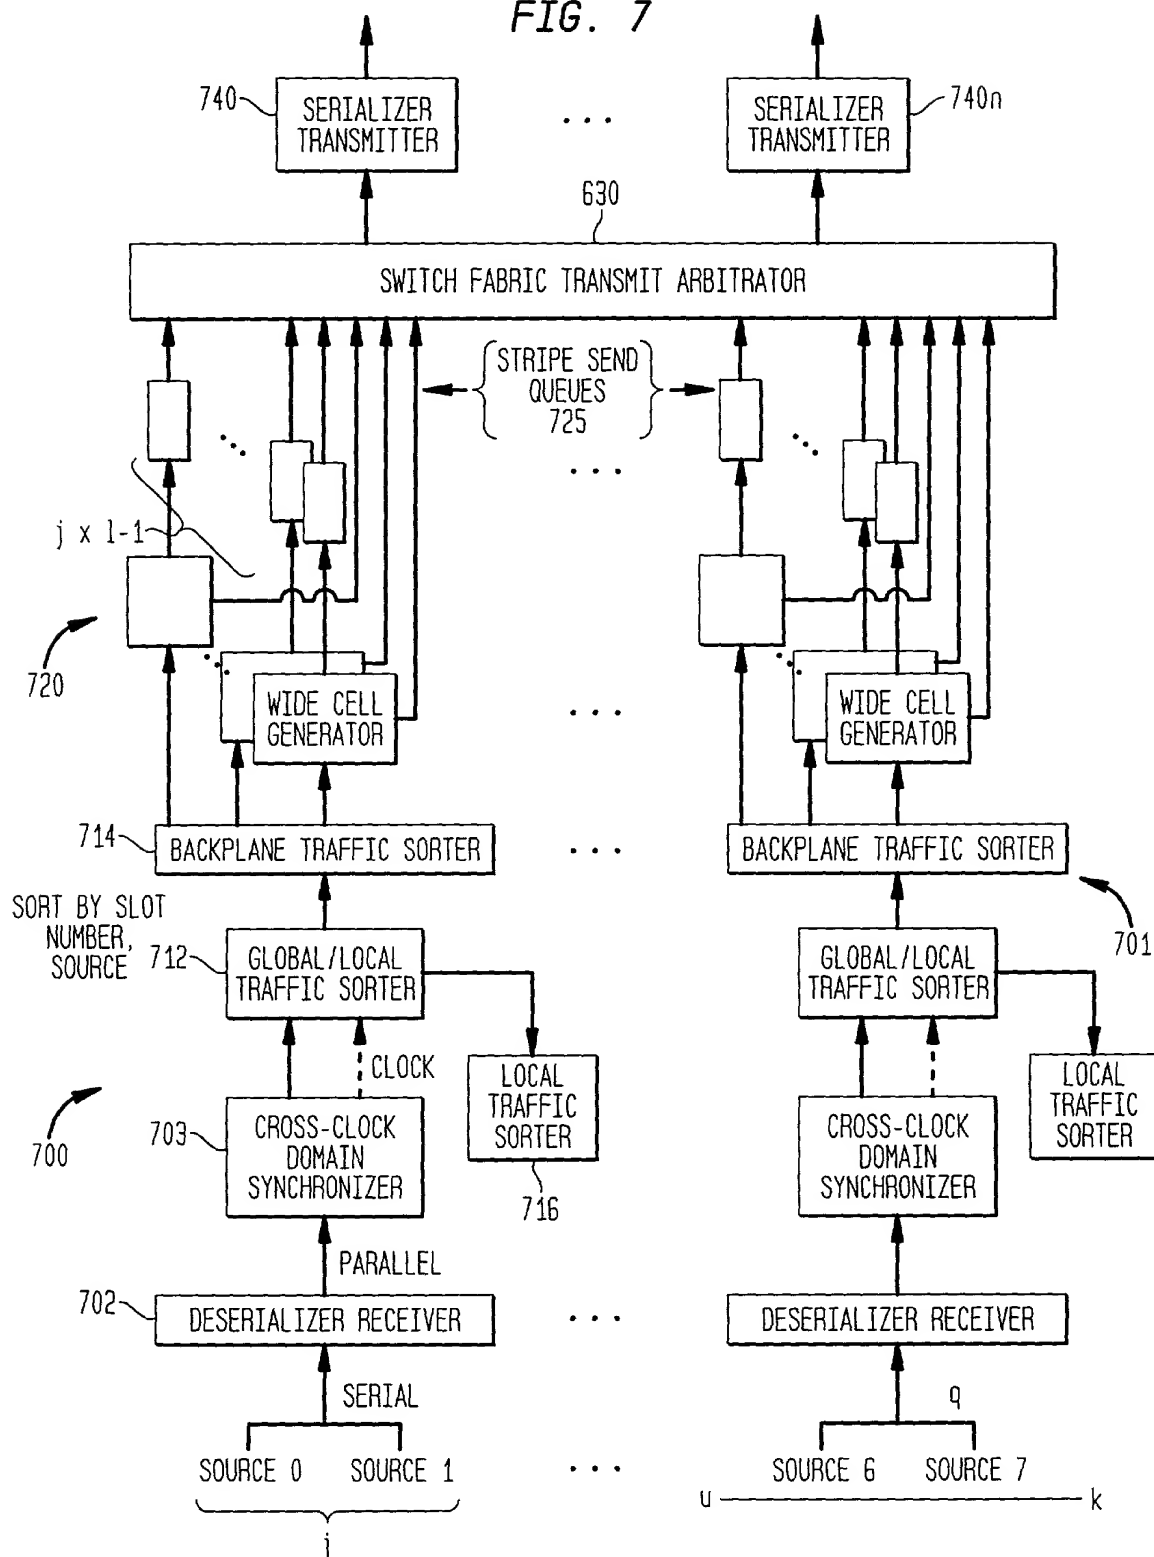 FIG. 7
740
SERIALIZER
TRANSMITTER
...
SERIALIZER
TRANSMITTER
740n
630
SWITCH FABRIC TRANSMIT ARBITRATOR
STRIPE SEND
QUEUES
725
...
j x l-1
720
WIDE CELL
GENERATOR
...
WIDE CELL
GENERATOR
714
BACKPLANE TRAFFIC SORTER
...
BACKPLANE TRAFFIC SORTER
701
SORT BY SLOT
NUMBER,
SOURCE
712
GLOBAL/LOCAL
TRAFFIC SORTER
GLOBAL/LOCAL
TRAFFIC SORTER
CLOCK
LOCAL
TRAFFIC
SORTER
716
LOCAL
TRAFFIC
SORTER
700
703
CROSS-CLOCK
DOMAIN
SYNCHRONIZER
CROSS-CLOCK
DOMAIN
SYNCHRONIZER
PARALLEL
702
DESERIALIZER RECEIVER
...
DESERIALIZER RECEIVER
SERIAL
q
SOURCE 0
SOURCE 1
...
SOURCE 6
SOURCE 7
u
k